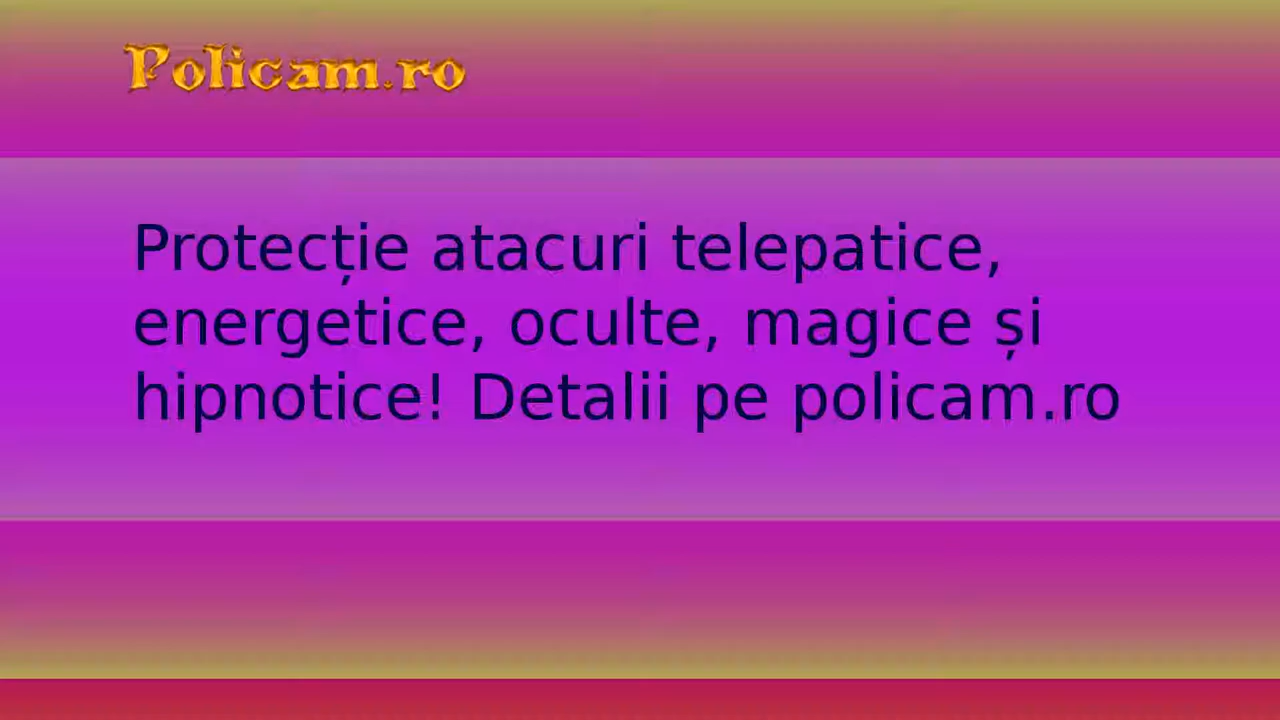 Policam.ro
Protecție atacuri telepatice,
energetice, oculte, magice și
hipnotice! Detalii pe policam.ro